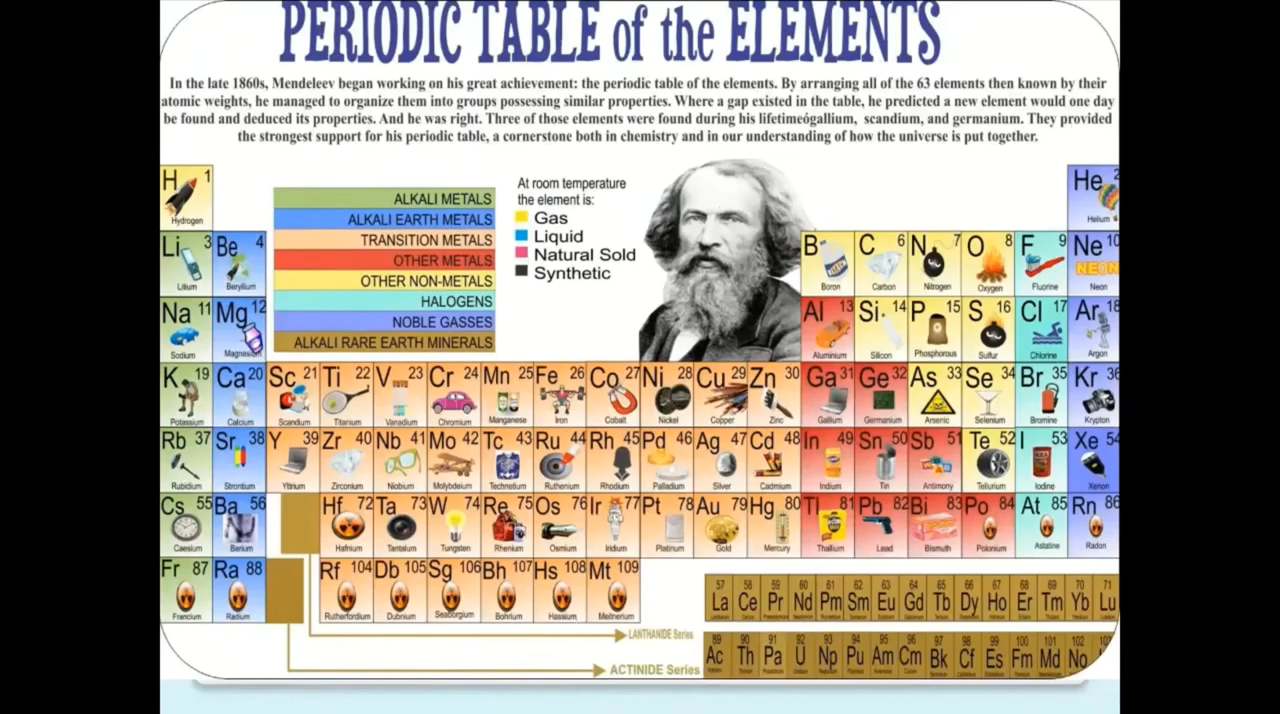 PERIODIC TABLE of the ELEMENTS
In the late 1860s, Mendeleev began working on his great achievement: the periodic table of the elements. By arranging all of the 63 elements then known by their
atomic weights, he managed to organize them into groups possessing similar properties. Where a gap existed in the table, he predicted a new element would one day
be found and deduced its properties. And he was right. Three of those elements were found during his lifetimeógallium, scandium, and germanium. They provided
the strongest support for his periodic table, a cornerstone both in chemistry and in our understanding of how the universe is put together.
H 1
Hydrogen
He 2
Helium
ALKALI METALS
ALKALI EARTH METALS
TRANSITION METALS
OTHER METALS
OTHER NON-METALS
HALOGENS
NOBLE GASSES
ALKALI RARE EARTH MINERALS
At room temperature
the element is:
Gas
Liquid
Natural Sold
Synthetic
Li 3 Be 4 B 5 C 6 N 7 O 8 F 9 Ne 10
NEON
Litium Beryllium Boron Carbon Nitrogen Oxygen Fluorine Neon
Na 11 Mg 12 Al 13 Si 14 P 15 S 16 Cl 17 Ar 18
Sodium Magnesium Aluminium Silicon Phosphorous Sulfur Chlorine Argon
K 19 Ca 20 Sc 21 Ti 22 V 23 Cr 24 Mn 25 Fe 26 Co 27 Ni 28 Cu 29 Zn 30 Ga 31 Ge 32 As 33 Se 34 Br 35 Kr 36
Potassium Calcium Scandium Titanium Vanadium Chromium Manganese Iron Cobalt Nickel Copper Zinc Gallium Germanium Arsenic Selenium Bromine Krypton
Rb 37 Sr 38 Y 39 Zr 40 Nb 41 Mo 42 Tc 43 Ru 44 Rh 45 Pd 46 Ag 47 Cd 48 In 49 Sn 50 Sb 51 Te 52 I 53 Xe 54
Rubidium Strontium Yttrium Zirconium Niobium Molybdeium Technetium Ruthenium Rhodium Palladium Silver Cadmium Indium Tin Antimony Tellurium Iodine Xenon
Cs 55 Ba 56 Hf 72 Ta 73 W 74 Re 75 Os 76 Ir 77 Pt 78 Au 79 Hg 80 Tl 81 Pb 82 Bi 83 Po 84 At 85 Rn 86
Caesium Barium Hafnium Tantalum Tungsten Rhenium Osmium Iridium Platinum Gold Mercury Thallium Lead Bismuth Polonium Astatine Radon
Fr 87 Ra 88 Rf 104 Db 105 Sg 106 Bh 107 Hs 108 Mt 109
Francium Radium Rutherfordium Dubnium Seaborgium Bohrium Hassium Meitnerium
57 58 59 60 61 62 63 64 65 66 67 68 69 70 71
La Ce Pr Nd Pm Sm Eu Gd Tb Dy Ho Er Tm Yb Lu
LANTHANIDE Series
89 90 91 92 93 94 95 96 97 98 99 100 101 102
Ac Th Pa U Np Pu Am Cm Bk Cf Es Fm Md No
ACTINIDE Series